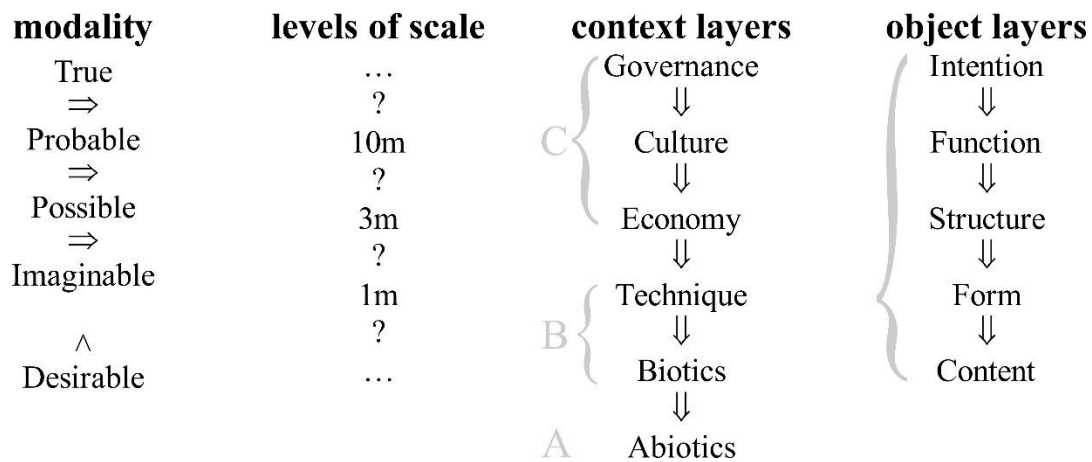 modality levels of scale context layers object layers
True … Governance Intention
⇒ ? ⇓ ⇓
Probable 10m C Culture Function
⇒ ? ⇓ ⇓
Possible 3m Economy Structure
⇒ ? ⇓ ⇓
Imaginable 1m Technique Form
∧ ? B ⇓ ⇓
Desirable … Biotics Content
⇓
A Abiotics